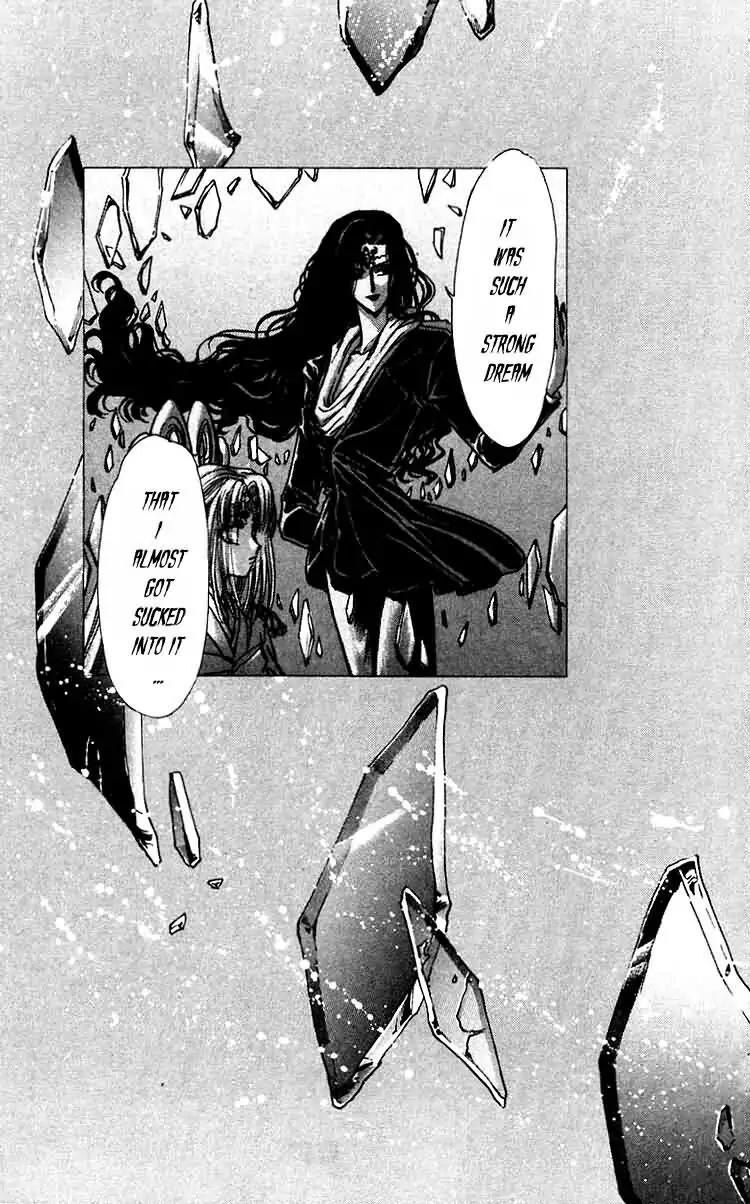 IT
WAS
SUCH
A
STRONG
DREAM
THAT
I
ALMOST
GOT
SUCKED
INTO IT
...